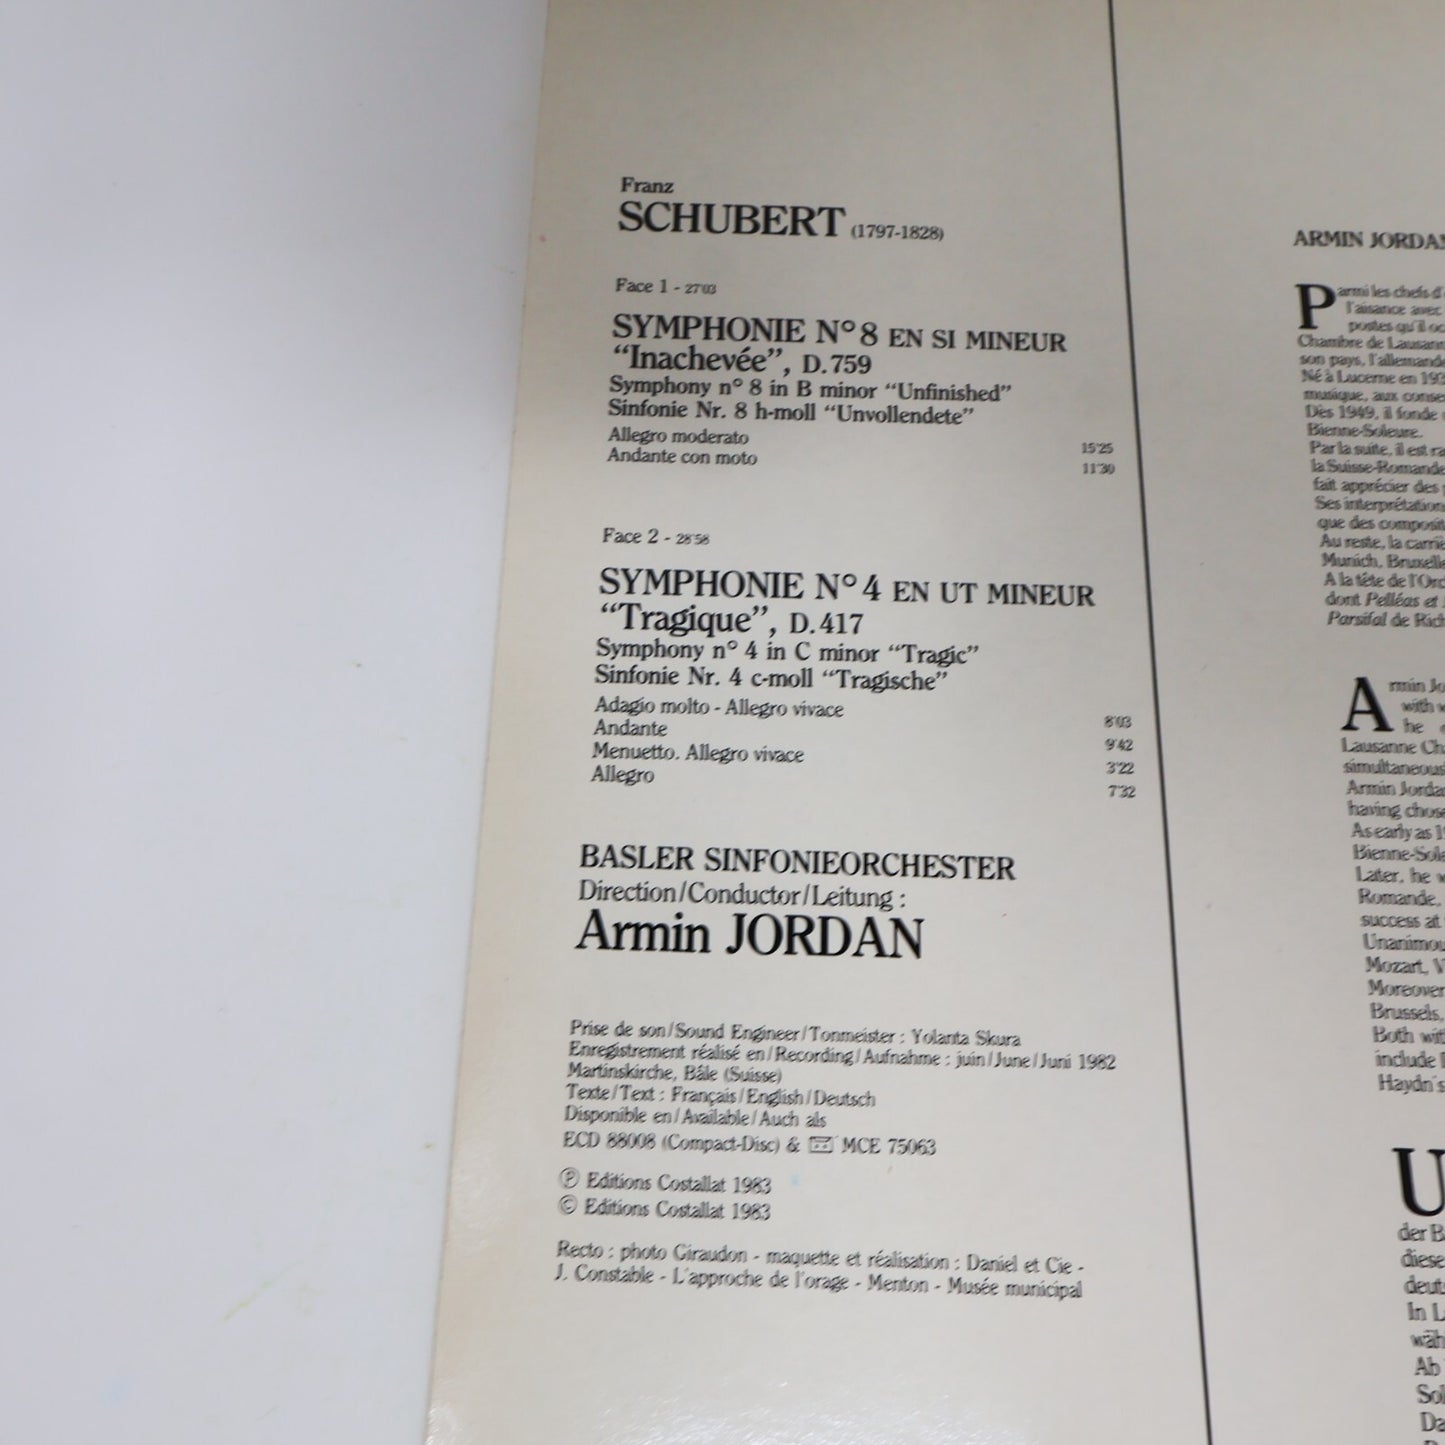 Franz
SCHUBERT (1797-1828)
Face 1 - 27'03
SYMPHONIE N° 8 EN SI MINEUR
“Inachevée”, D.759
Symphony n° 8 in B minor “Unfinished”
Sinfonie Nr. 8 h-moll “Unvollendete”
Allegro moderato 15'25
Andante con moto 11'30
Face 2 - 28'58
SYMPHONIE N° 4 EN UT MINEUR
“Tragique”, D.417
Symphony n° 4 in C minor “Tragic”
Sinfonie Nr. 4 c-moll “Tragische”
Adagio molto - Allegro vivace 8'03
Andante 9'42
Menuetto. Allegro vivace 3'22
Allegro 7'32
BASLER SINFONIEORCHESTER
Direction/Conductor/Leitung :
Armin JORDAN
Prise de son/Sound Engineer/Tonmeister : Yolanta Skura
Enregistrement réalisé en/Recording/Aufnahme : juin/June/Juni 1982
Martinskirche, Bâle (Suisse)
Texte/Text : Français/English/Deutsch
Disponible en/Available/Auch als
ECD 88008 (Compact-Disc) & MCE 75063
℗ Editions Costallat 1983
© Editions Costallat 1983
Recto : photo Giraudon - maquette et réalisation : Daniel et Cie -
J. Constable - L'approche de l'orage - Menton - Musée municipal
ARMIN JORDAN
Parmi les chefs d'
l'aisance avec
postes qu'il oc
Chambre de Lausann
son pays, l'allemande
Né à Lucerne en 193
musique, aux conse
Dès 1949, il fonde
Bienne-Soleure.
Par la suite, il est ra
la Suisse-Romande
fait apprécier des
Ses interprétation
que des composit
Au reste, la carriè
Munich, Bruxelle
A la tête de l'Orc
dont Pelléas et
Parsifal de Rich
Armin Jo
with w
he
Lausanne Ch
simultaneous
Armin Jorda
having chose
As early as 1
Bienne-Sole
Later, he w
Romande,
success at
Unanimou
Mozart, V
Moreover
Brussels,
Both wit
include
Haydn's
U
der B
diese
deut
In L
wäh
Ab
Sol
Da